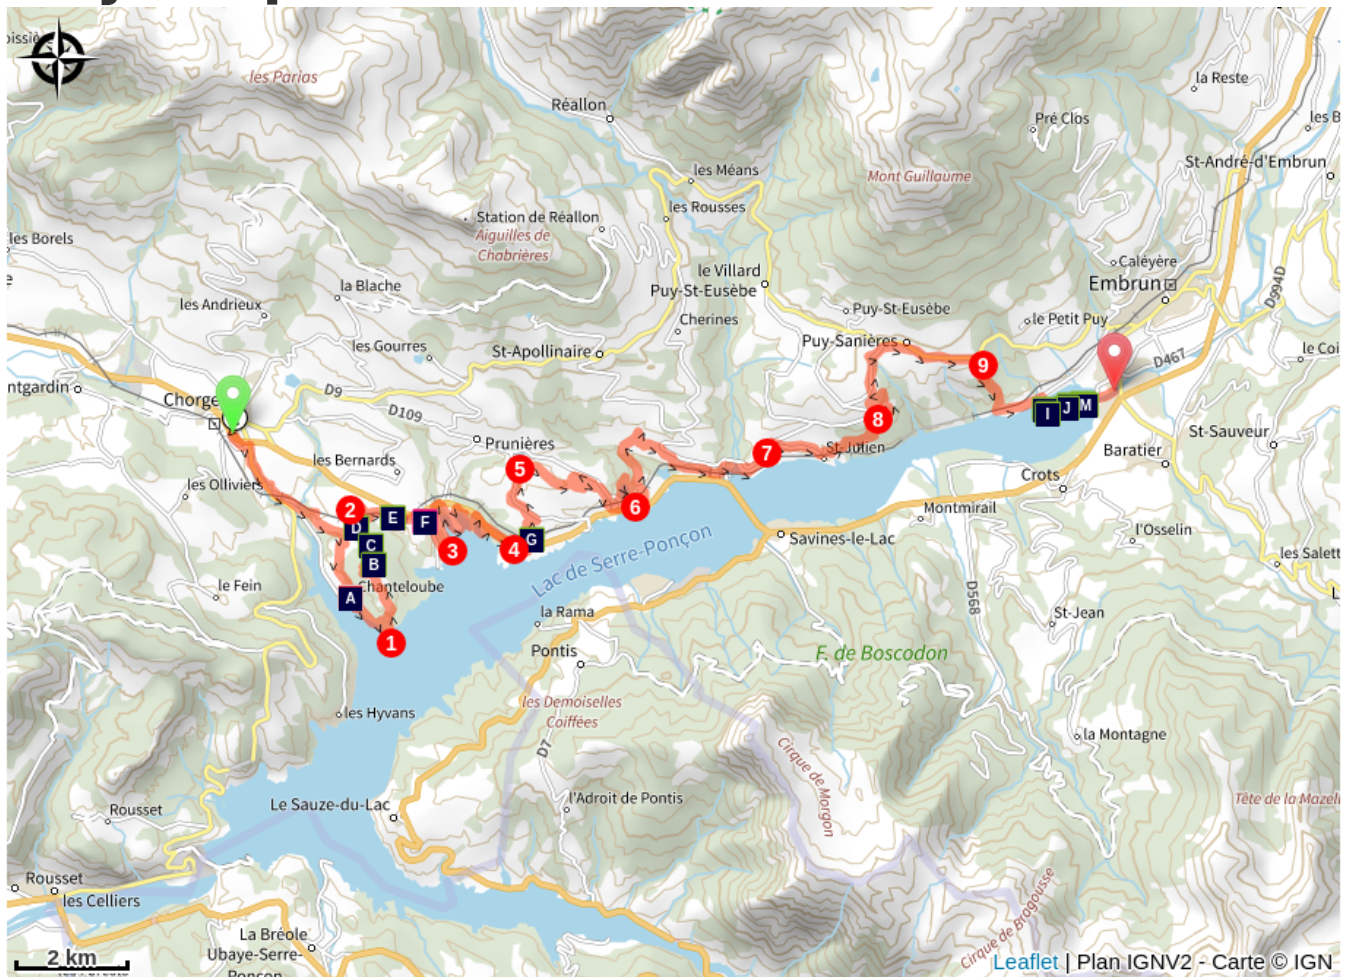 les Parias
Réallon
la Reste
Pré Clos
les B
St-André-d'Embrun
les Méans
Mont Guillaume
les Rousses
Station de Réallon
Aiguilles de
Chabrières
les Borels
le Villard
Puy-St-Eusèbe
Caléyère
Embrun
D994D
la Blache
les Andrieux
Cherines
Puy-St-Eusèbe
le Petit Puy
Puy-Sanières
les Gourres
St-Apollinaire
D467
les Coi
ntgardin
Chorge
D9
D109
9
8
I
J
M
Prunières
St-Julien
St-Sauveur
Baratier
Crots
les Bernards
5
7
les Olliviers
2
D
E
F
6
Montmirail
l'Osselin
C
3
4
G
Savines-le-Lac
les Salett
B
Lac de Serre-Ponçon
le Fein
A
Chanteloube
la Rama
D568
St-Jean
1
Pontis
F. de Boscodon
les Hyvans
les Demoiselles
Coiffées
D7
Cirque de Morgon
la Montagne
Le Sauze-du-Lac
l'Adroit de Pontis
Rousset
Tête de la Mazel
Rousset
les Celliers
Cirque de Brogousse
La Bréole
Ubaye-Serre-
Ponçon
2 km
Leaflet | Plan IGNV2 - Carte © IGN